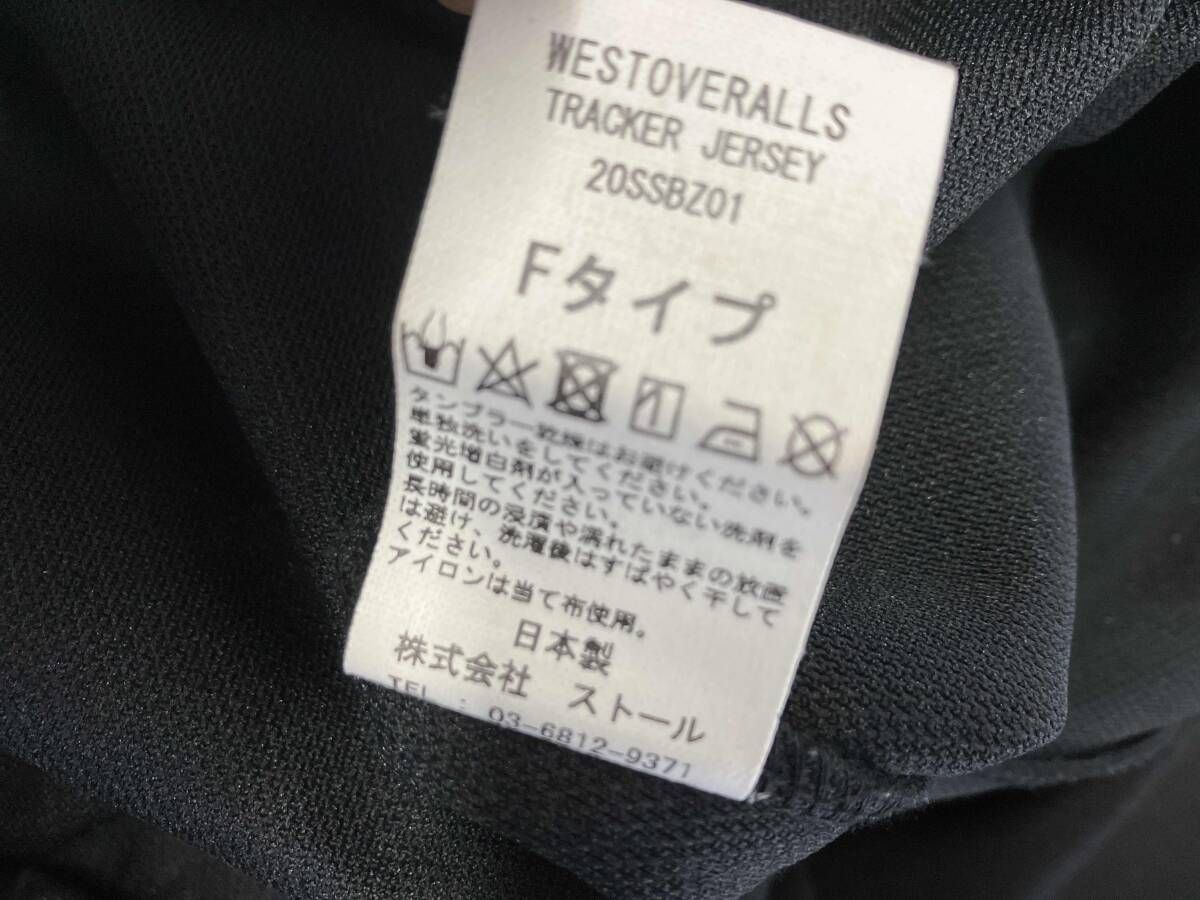 WESTOVERALLS
TRACKER JERSEY
20SSBZ01
Fタイプ
タンブラー乾燥はお避けください。
単独洗いをしてください。
蛍光増白剤が入っていない洗剤を
使用してください。
長時間の浸漬や濡れたままの放置
は避け、洗濯後はすばやく干して
ください。
アイロンは当て布使用。
日本製
株式会社 ストール
TEL : 03-6812-9371